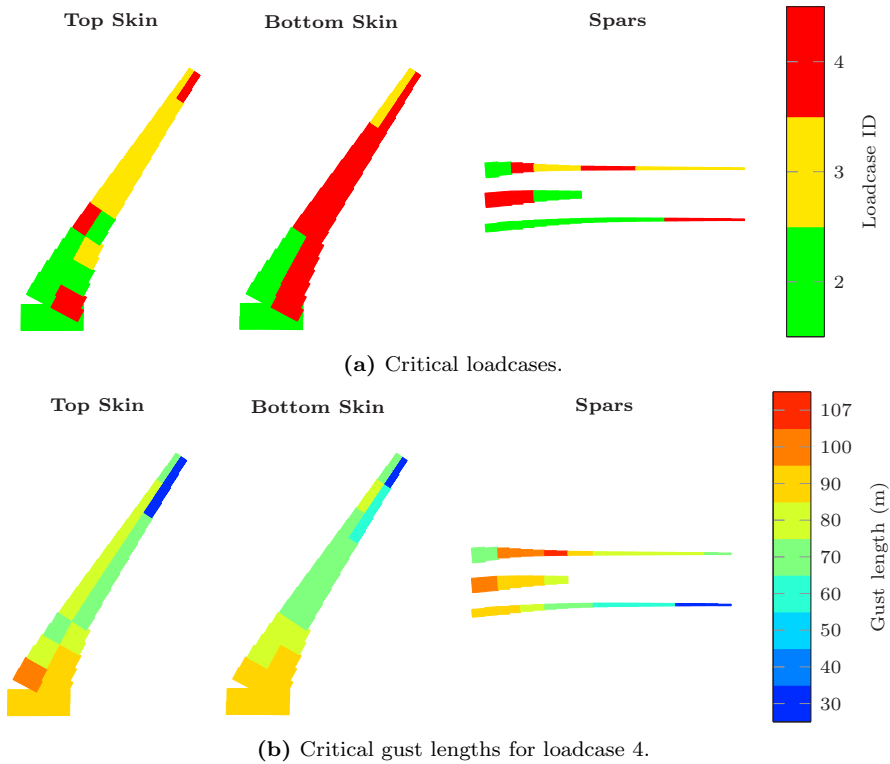 Top Skin Bottom Skin Spars
4
3
2
Loadcase ID
(a) Critical loadcases.
Top Skin Bottom Skin Spars
107
100
90
80
70
60
50
40
30
Gust length (m)
(b) Critical gust lengths for loadcase 4.